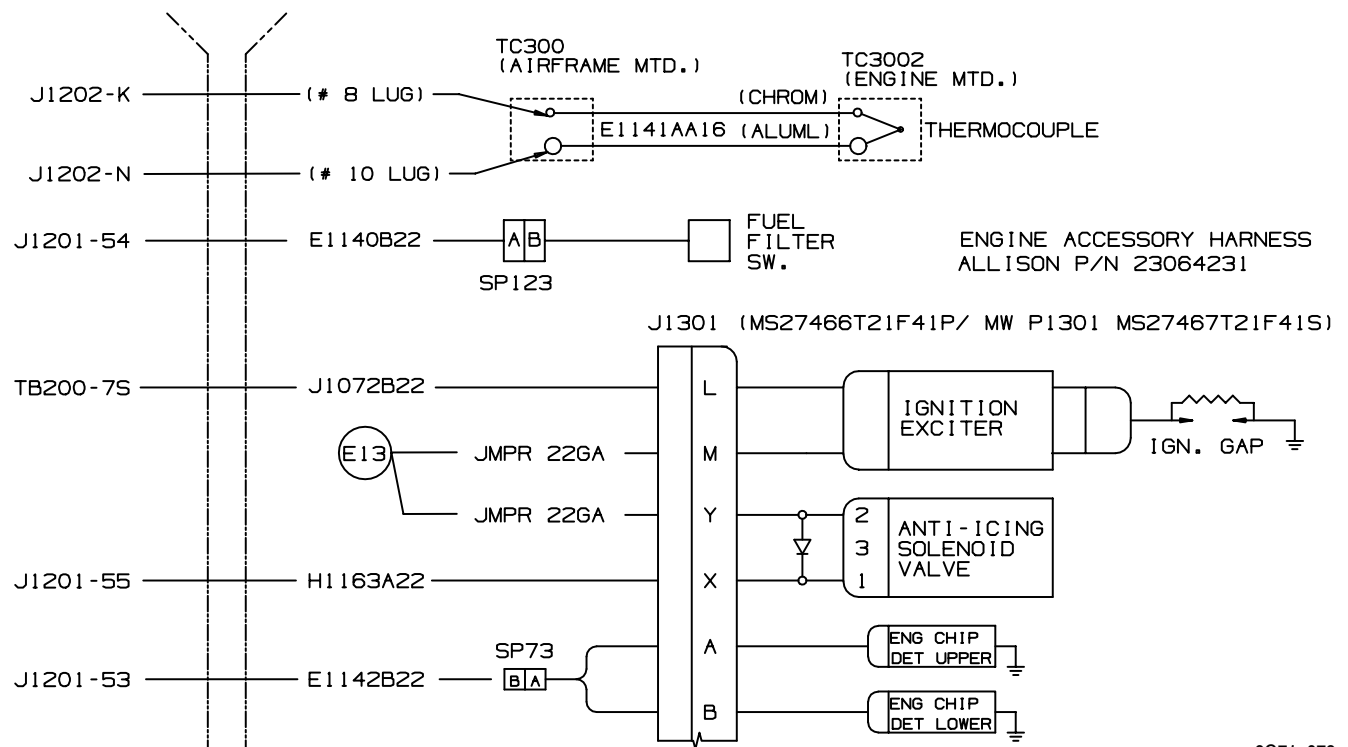 TC300
(AIRFRAME MTD.)
TC3002
(ENGINE MTD.)
J1202-K
(# 8 LUG)
(CHROM)
E1141AA16 (ALUML)
THERMOCOUPLE
J1202-N
(# 10 LUG)
J1201-54
E1140B22
A B
SP123
FUEL
FILTER
SW.
ENGINE ACCESSORY HARNESS
ALLISON P/N 23064231
J1301 (MS27466T21F41P/ MW P1301 MS27467T21F41S)
TB200-7S
J1072B22
L
IGNITION
EXCITER
IGN. GAP
E13
JMPR 22GA
M
JMPR 22GA
Y
2
3
1
ANTI-ICING
SOLENOID
VALVE
J1201-55
H1163A22
X
SP73
A
ENG CHIP
DET UPPER
J1201-53
E1142B22
B A
B
ENG CHIP
DET LOWER